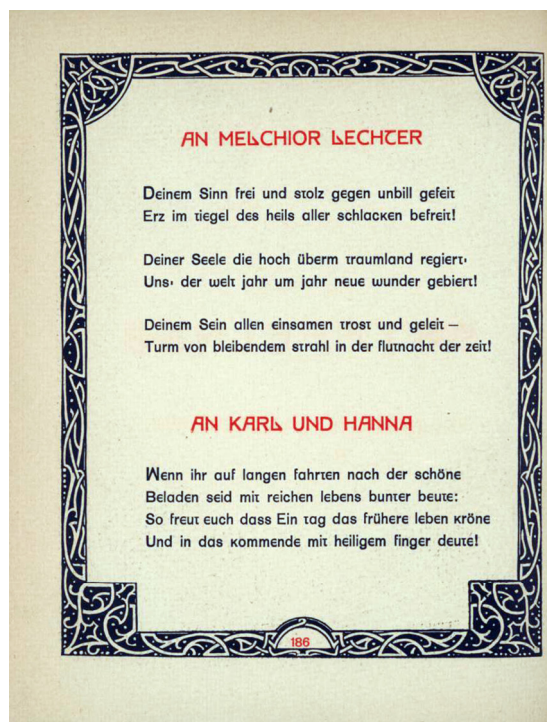 AN MELCHIOR LECHTER
Deinem Sinn frei und stolz gegen unbill gefeit
Erz im tiegel des heils aller schlacken befreit!
Deiner Seele die hoch überm traumland regiert·
Uns· der welt jahr um jahr neue wunder gebiert!
Deinem Sein allen einsamen trost und geleit –
Turm von bleibendem strahl in der flutnacht der zeit!
AN KARL UND HANNA
Wenn ihr auf langen fahrten nach der schöne
Beladen seid mit reichen lebens bunter beute:
So freut euch dass Ein tag das frühere leben kröne
Und in das kommende mit heiligem finger deute!
186